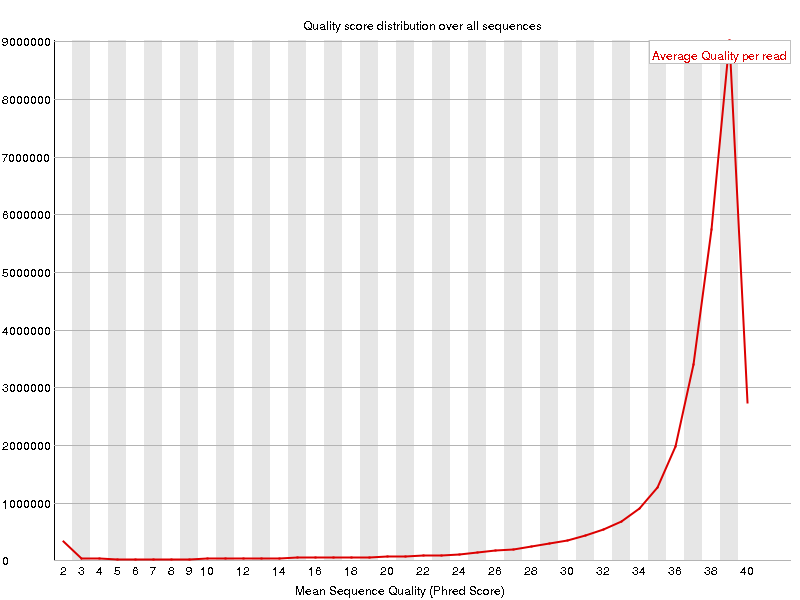 Quality score distribution over all sequences
Average Quality per read
9000000
8000000
7000000
6000000
5000000
4000000
3000000
2000000
1000000
0
2 3 4 5 6 7 8 9 10 12 14 16 18 20 22 24 26 28 30 32 34 36 38 40
Mean Sequence Quality (Phred Score)